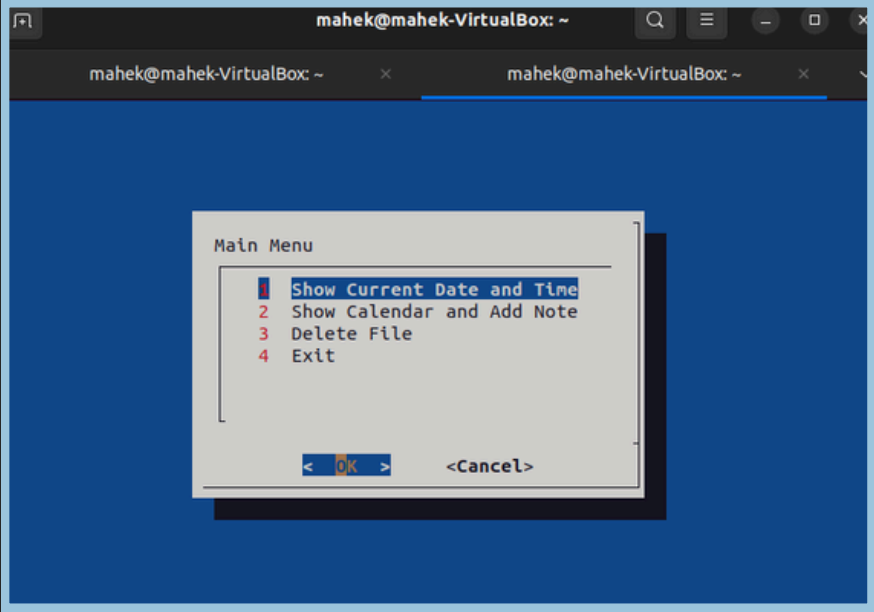 mahek@mahek-VirtualBox: ~
mahek@mahek-VirtualBox: ~
mahek@mahek-VirtualBox: ~
Main Menu
1 Show Current Date and Time
2 Show Calendar and Add Note
3 Delete File
4 Exit
< OK > <Cancel>